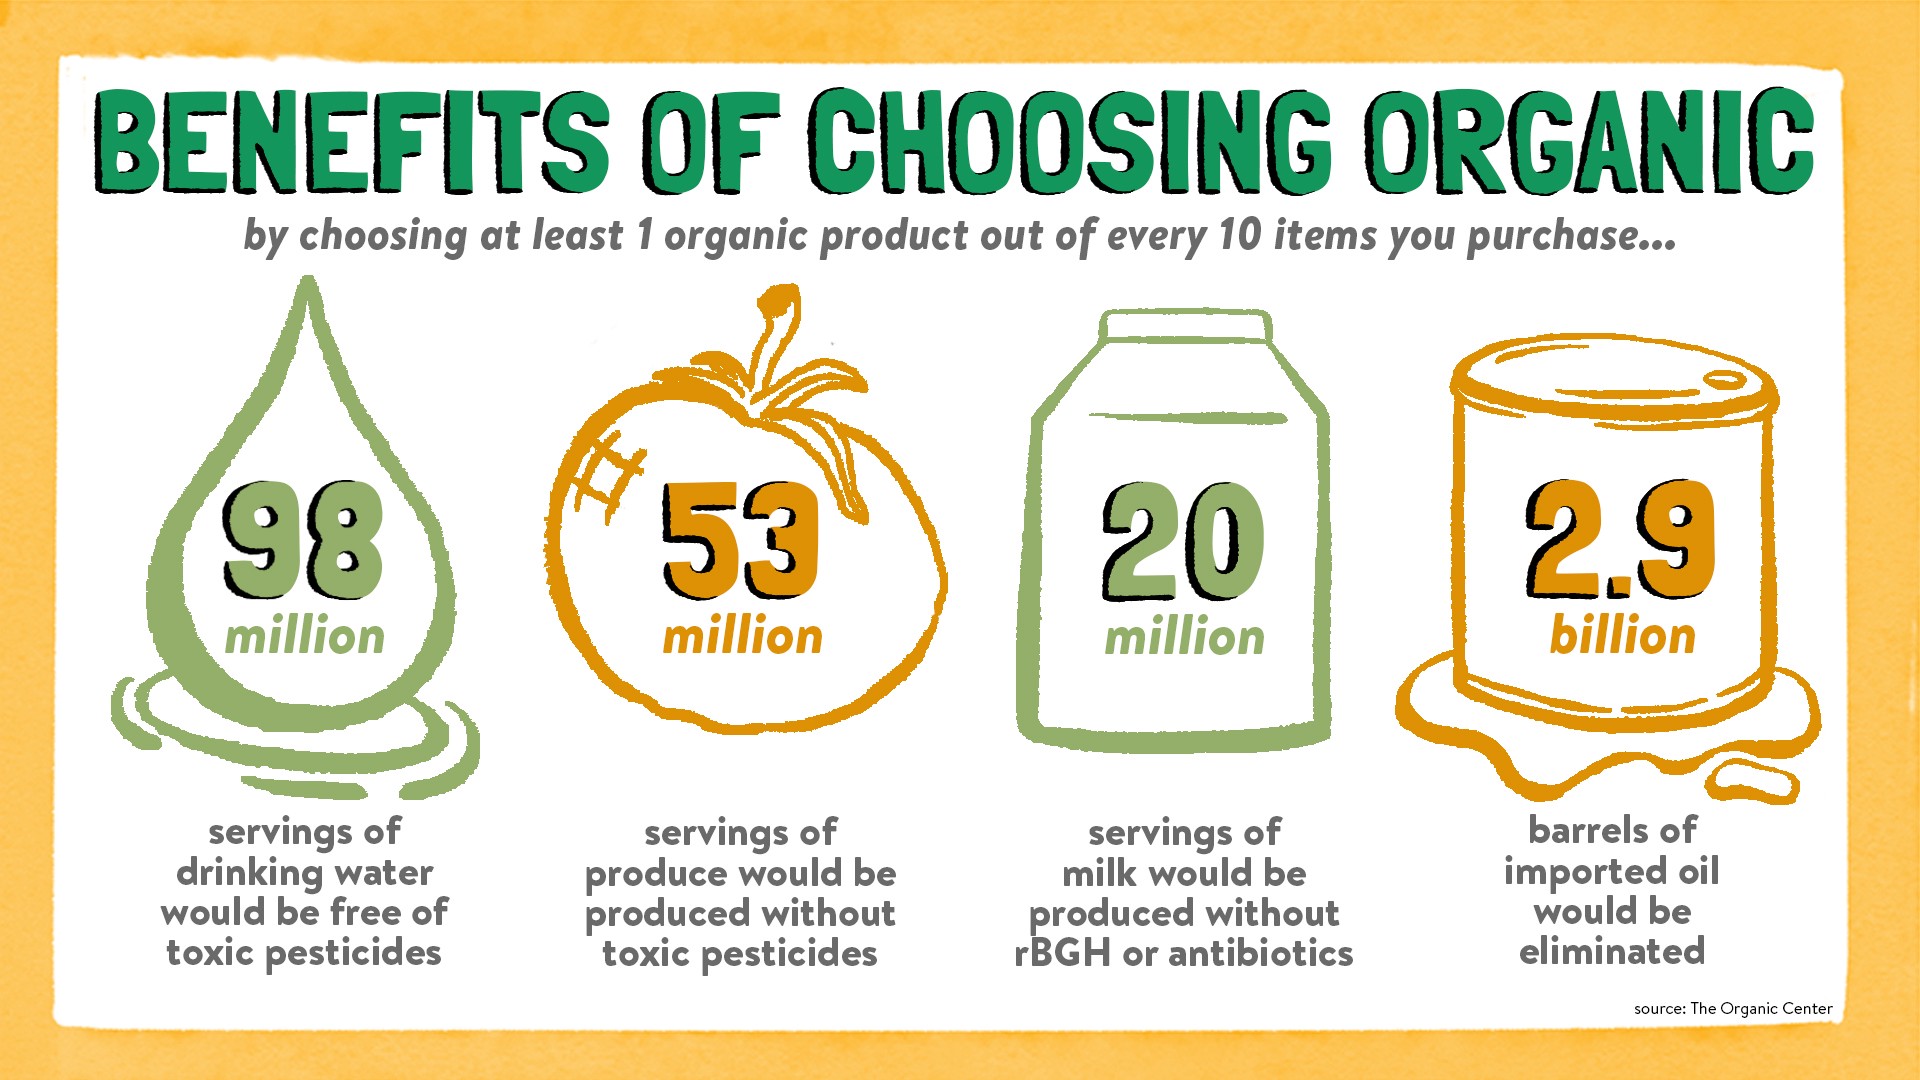 BENEFITS OF CHOOSING ORGANIC
by choosing at least 1 organic product out of every 10 items you purchase...
98
million
servings of
drinking water
would be free of
toxic pesticides
53
million
servings of
produce would be
produced without
toxic pesticides
20
million
servings of
milk would be
produced without
rBGH or antibiotics
2.9
billion
barrels of
imported oil
would be
eliminated
source: The Organic Center